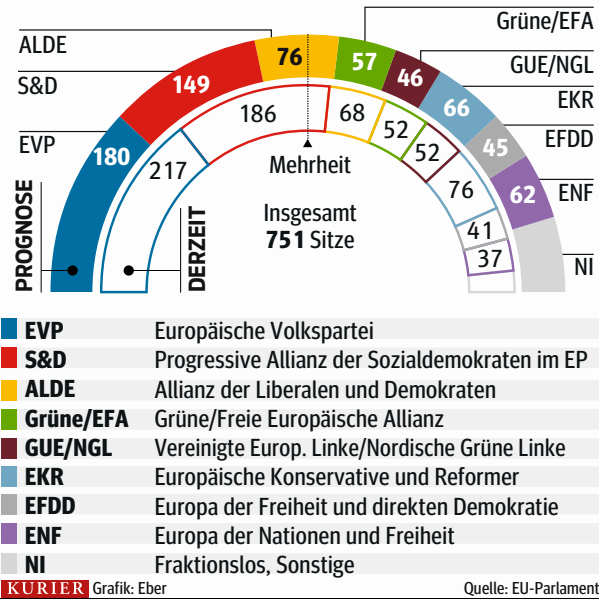 Grüne/EFA
ALDE
76
57
GUE/NGL
S&D
149
46
EKR
66
186
68
EVP
180
52
45
EFDD
217
Mehrheit
52
76
62
ENF
PROGNOSE
DERZEIT
Insgesamt
751 Sitze
41
37
NI
EVP Europäische Volkspartei
S&D Progressive Allianz der Sozialdemokraten im EP
ALDE Allianz der Liberalen und Demokraten
Grüne/EFA Grüne/Freie Europäische Allianz
GUE/NGL Vereinigte Europ. Linke/Nordische Grüne Linke
EKR Europäische Konservative und Reformer
EFDD Europa der Freiheit und direkten Demokratie
ENF Europa der Nationen und Freiheit
NI Fraktionslos, Sonstige
KURIER Grafik: Eber Quelle: EU-Parlament